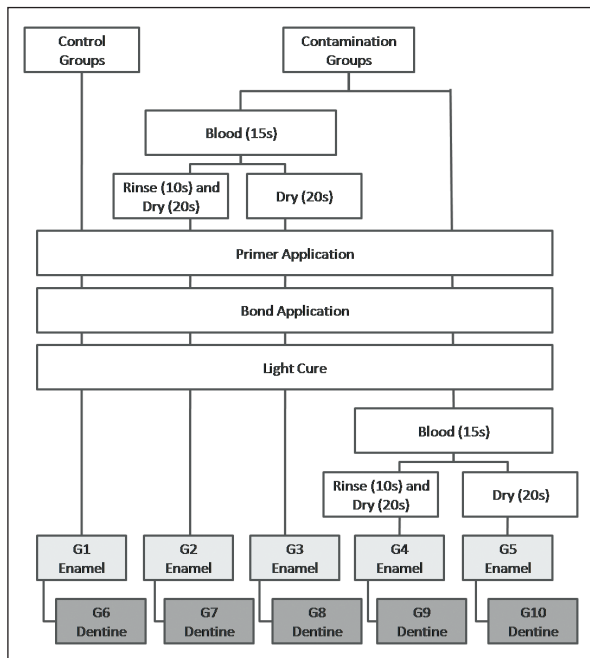 Control
Groups
Contamination
Groups
Blood (15s)
Rinse (10s) and
Dry (20s)
Dry (20s)
Primer Application
Bond Application
Light Cure
Blood (15s)
Rinse (10s) and
Dry (20s)
Dry (20s)
G1
Enamel
G2
Enamel
G3
Enamel
G4
Enamel
G5
Enamel
G6
Dentine
G7
Dentine
G8
Dentine
G9
Dentine
G10
Dentine